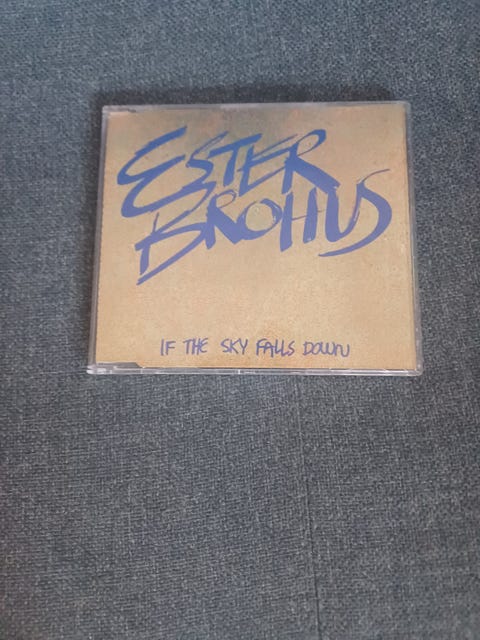 ESTER
BROHUS
IF THE SKY FALLS DOWN